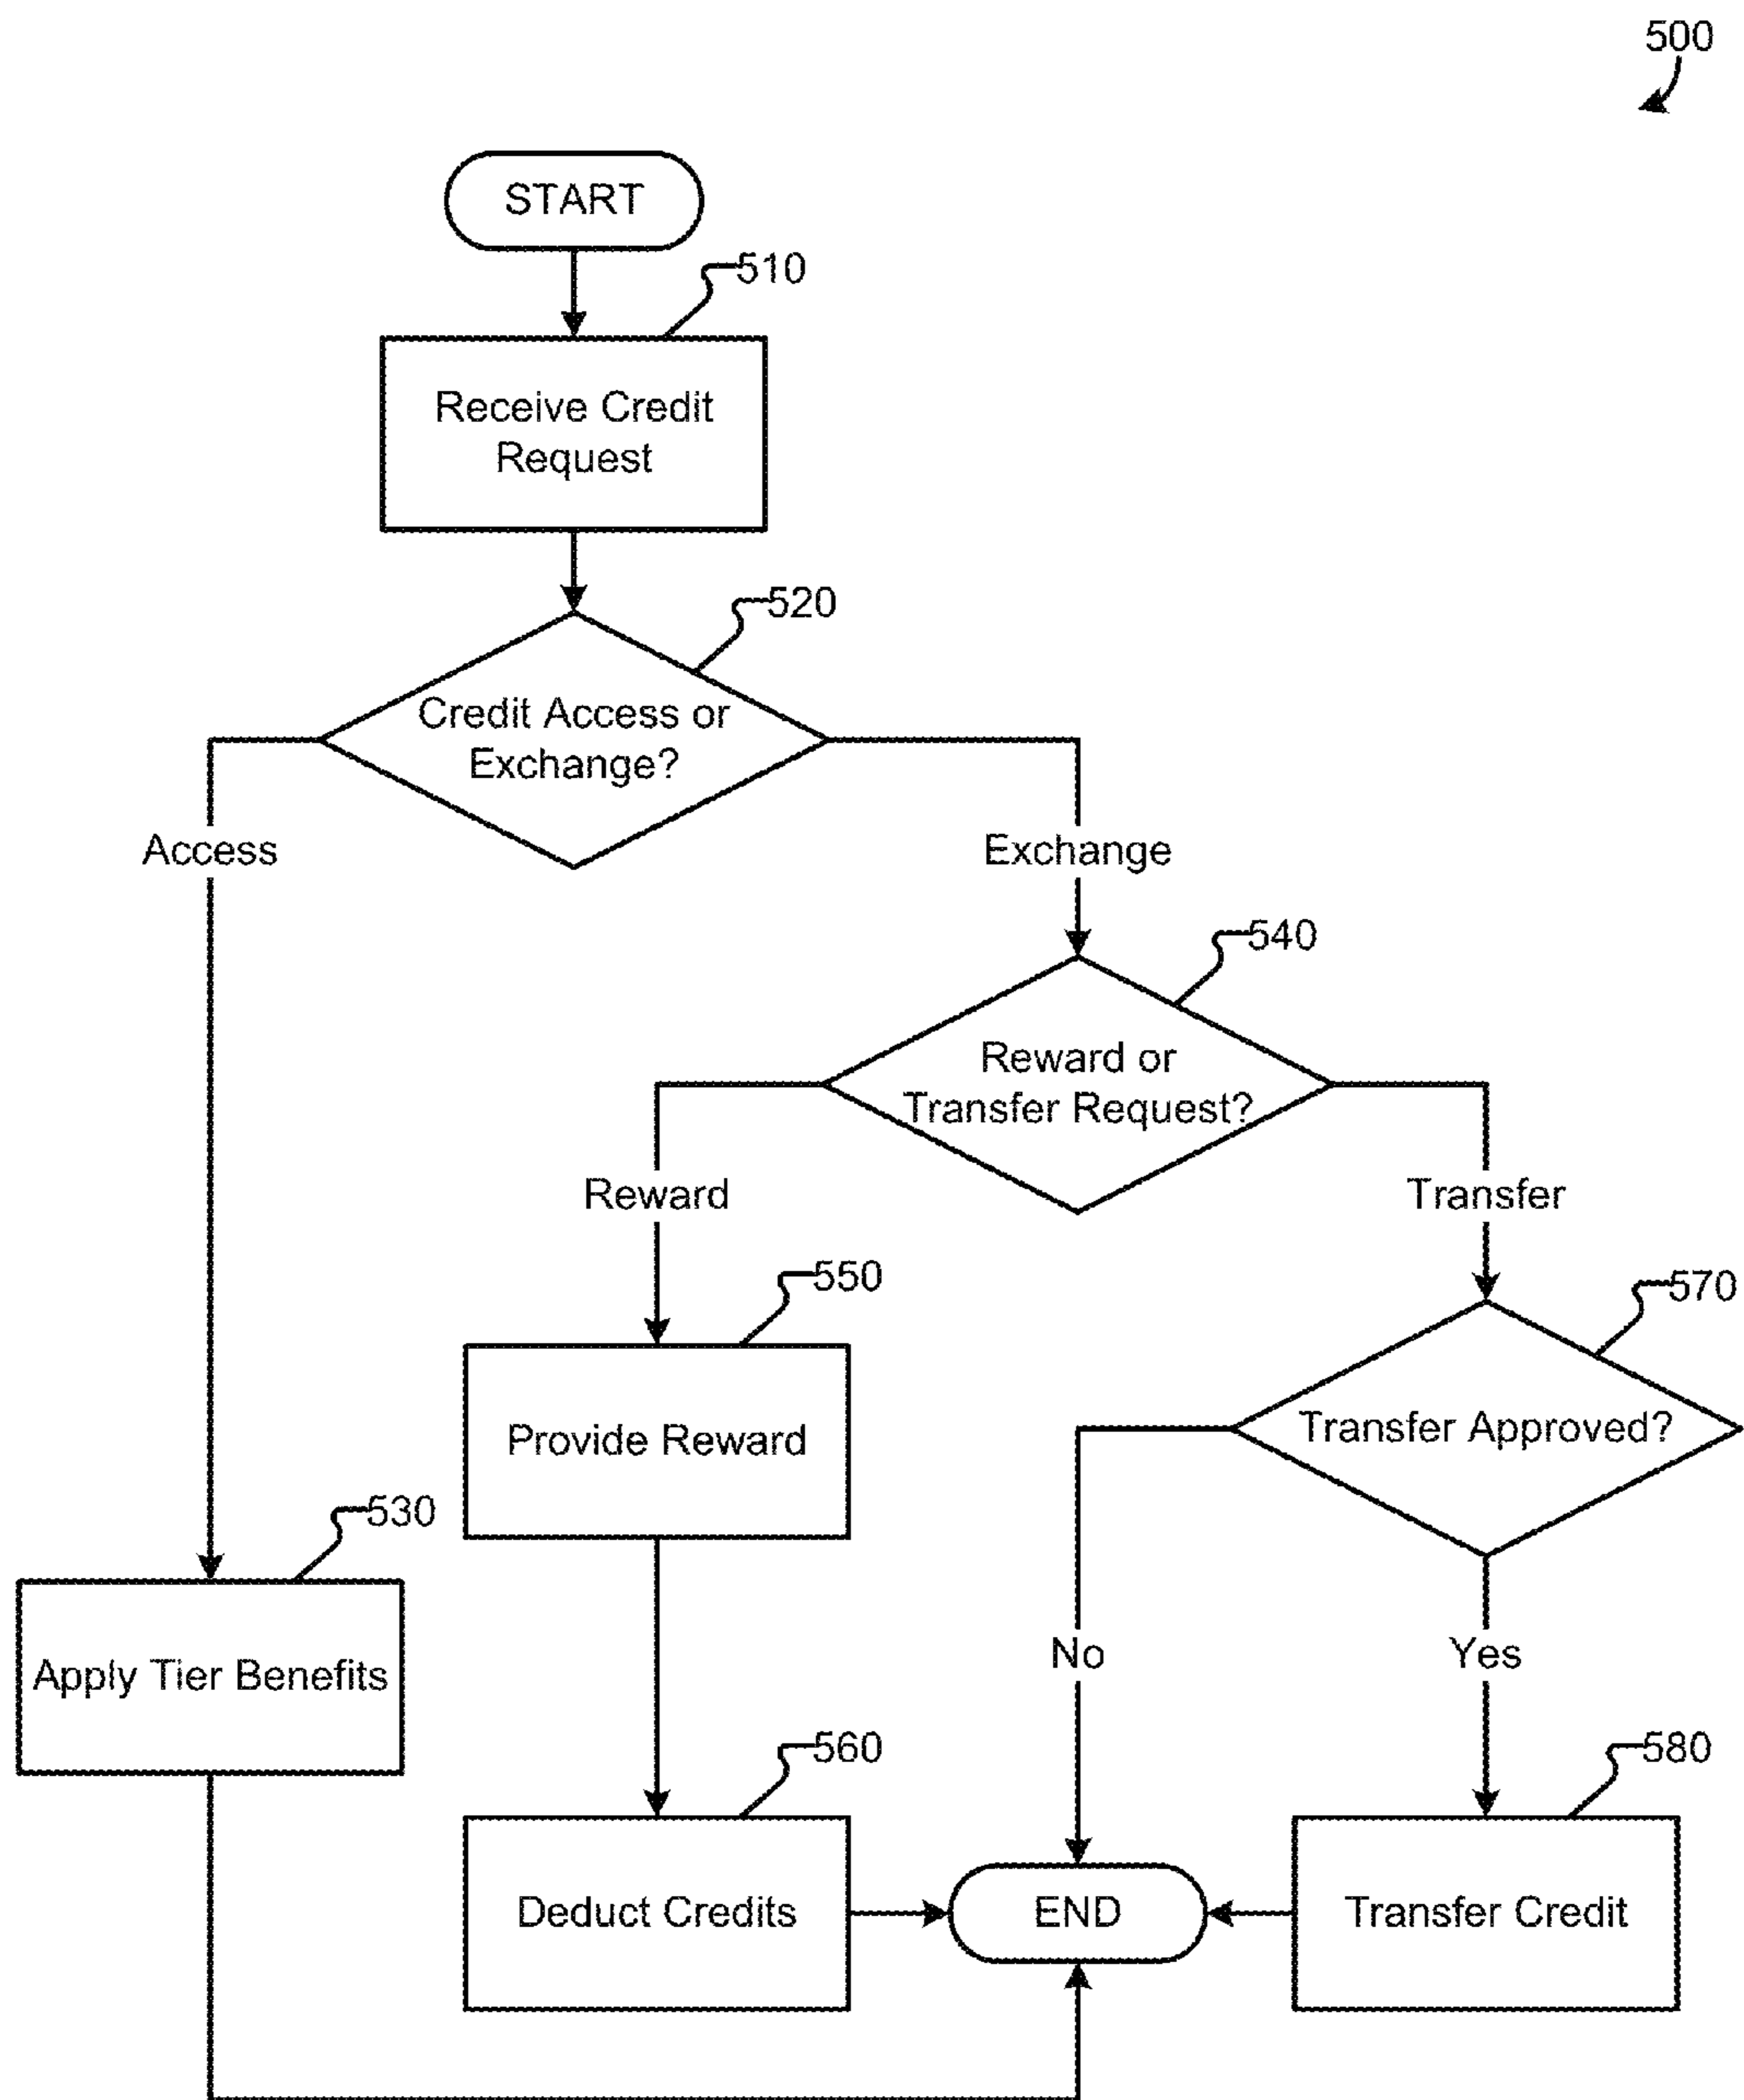 500
START
510
Receive Credit
Request
520
Credit Access or
Exchange?
Access
Exchange
540
Reward or
Transfer Request?
Reward
Transfer
550
570
Provide Reward
Transfer Approved?
530
Apply Tier Benefits
No
Yes
560
580
Deduct Credits
END
Transfer Credit